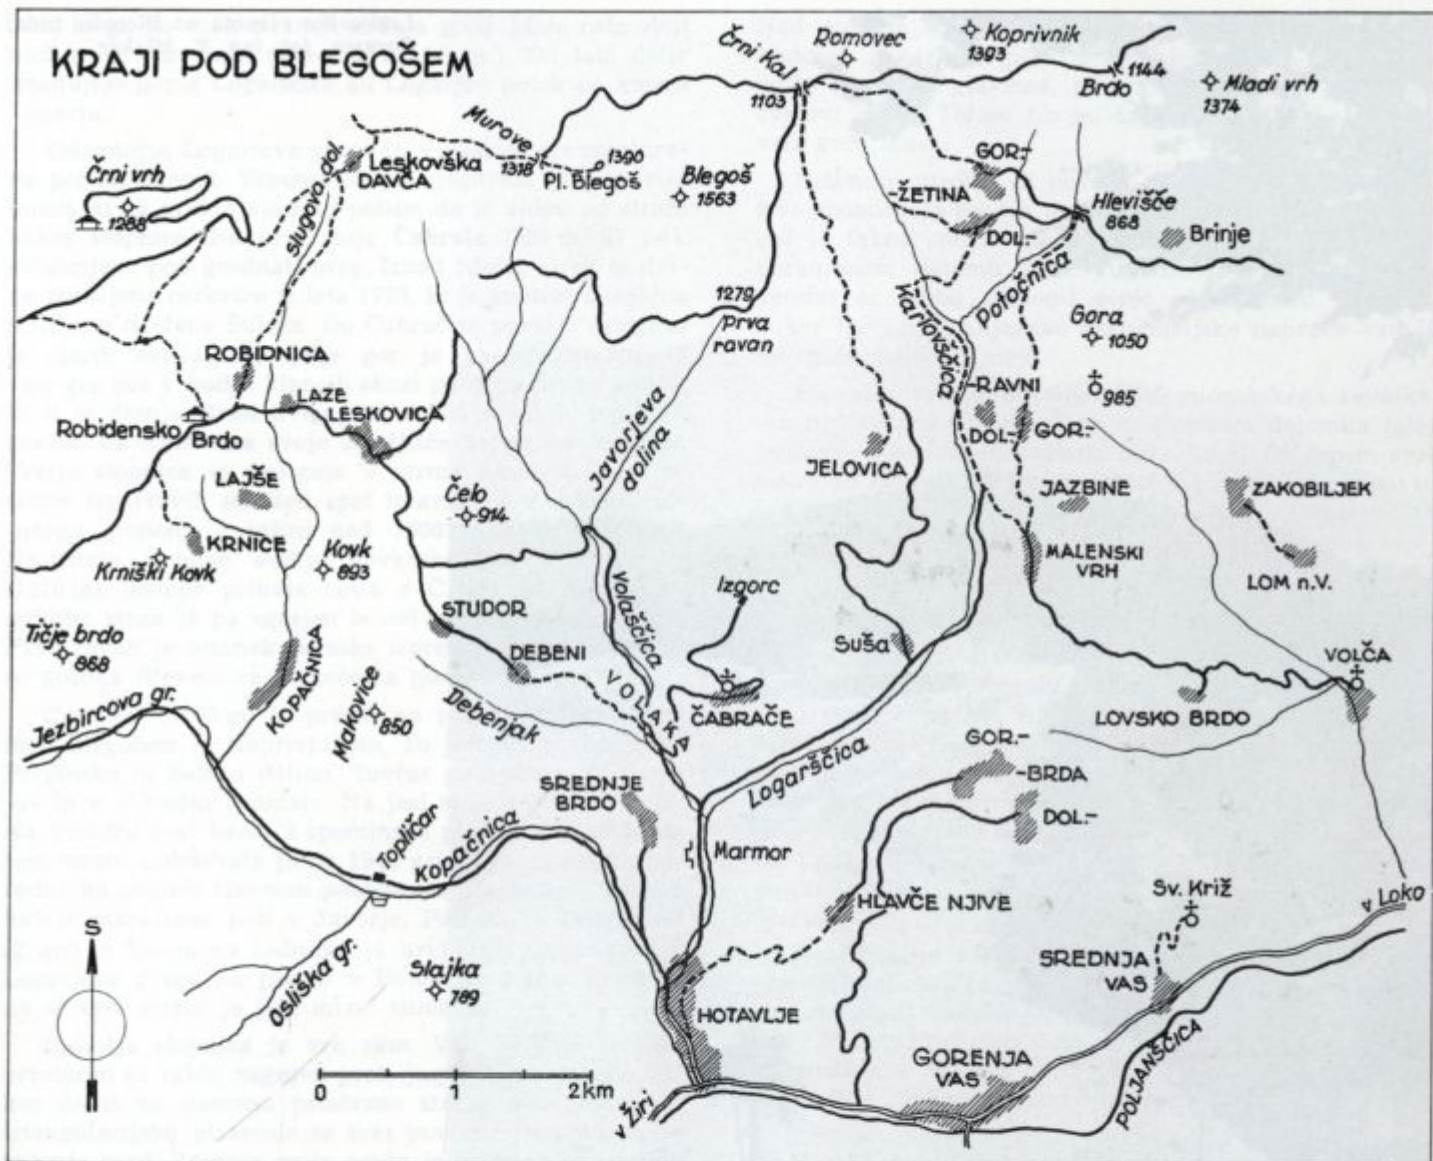 KRAJI POD BLEGOŠEM
Črni Kal
1103
Romovec
Koprivnik
1393
1144
Brdo
Mladi vrh
1374
Črni vrh
1288
slugova dol.
Leskovška
DAVČA
Murave
1318
1390
Pl. Blegoš
Blegoš
1563
GOR.-
ŽETINA
DOL.-
Hlevišče
868
Brinje
1279
Prva
ravan
Karlovščica
Potočnica
Gora
1050
985
ROBIDNICA
LAZE
LESKOVICA
Robidensko
Brdo
Javorjeva
dolina
RAVNI
DOL.-
GOR.-
JELOVICA
LAJŠE
KRNICE
Krniški Kovk
Kovk
893
Čelo
914
JAZBINE
ZAKOBILJEK
MALENSKI
VRH
LOM n.V.
Tičje brdo
868
STUDOR
DEBENI
Volaščica
VOLAKA
Izgorc
Suša
VOLČA
KOPAČNICA
Malovice
850
Debenjak
ČABRAČE
LOVSKO BRDO
Jezbircova gr.
SREDNJE
BRDO
Logarščica
GOR.-
-BRDA
DOL.-
Topličar
Kopačnica
Marmor
HLAVČE NJIVE
Sv. Križ
v Loko
S
Osliška gr.
Slajka
789
HOTAVLJE
SREDNJA
VAS
GORENJA
VAS
POLJANŠČICA
0 1 2km
v Žiri